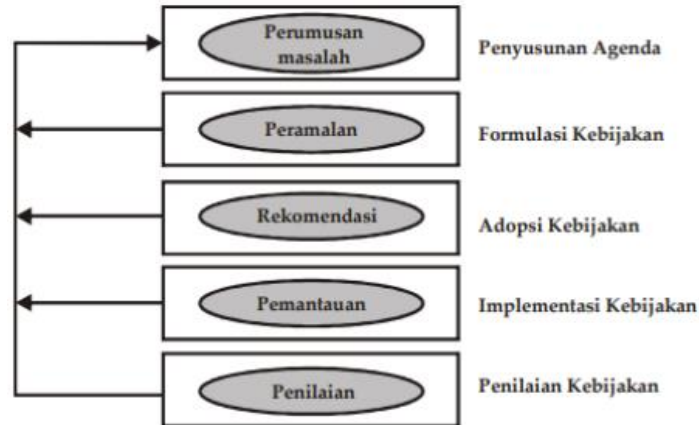 Perumusan
masalah
Penyusunan Agenda
Peramalan
Formulasi Kebijakan
Rekomendasi
Adopsi Kebijakan
Pemantauan
Implementasi Kebijakan
Penilaian
Penilaian Kebijakan